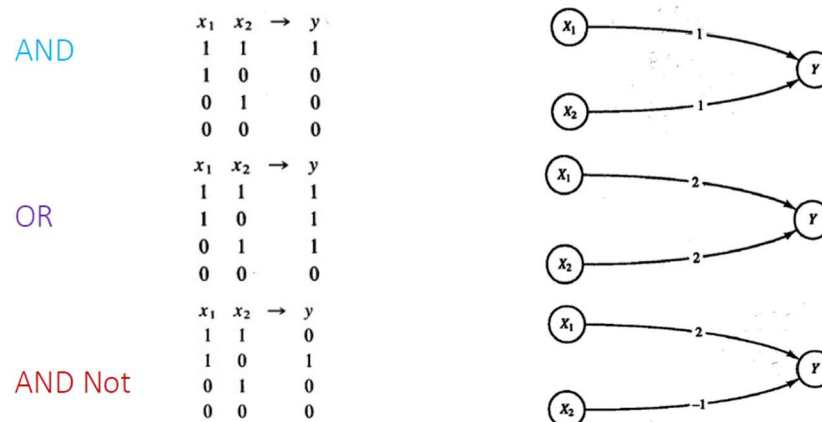 AND
x₁ x₂ → y
1 1 1
1 0 0
0 1 0
0 0 0
X₁
1
Y
X₂
1
OR
x₁ x₂ → y
1 1 1
1 0 1
0 1 1
0 0 0
X₁
2
Y
X₂
2
AND Not
x₁ x₂ → y
1 1 0
1 0 1
0 1 0
0 0 0
X₁
2
Y
X₂
-1